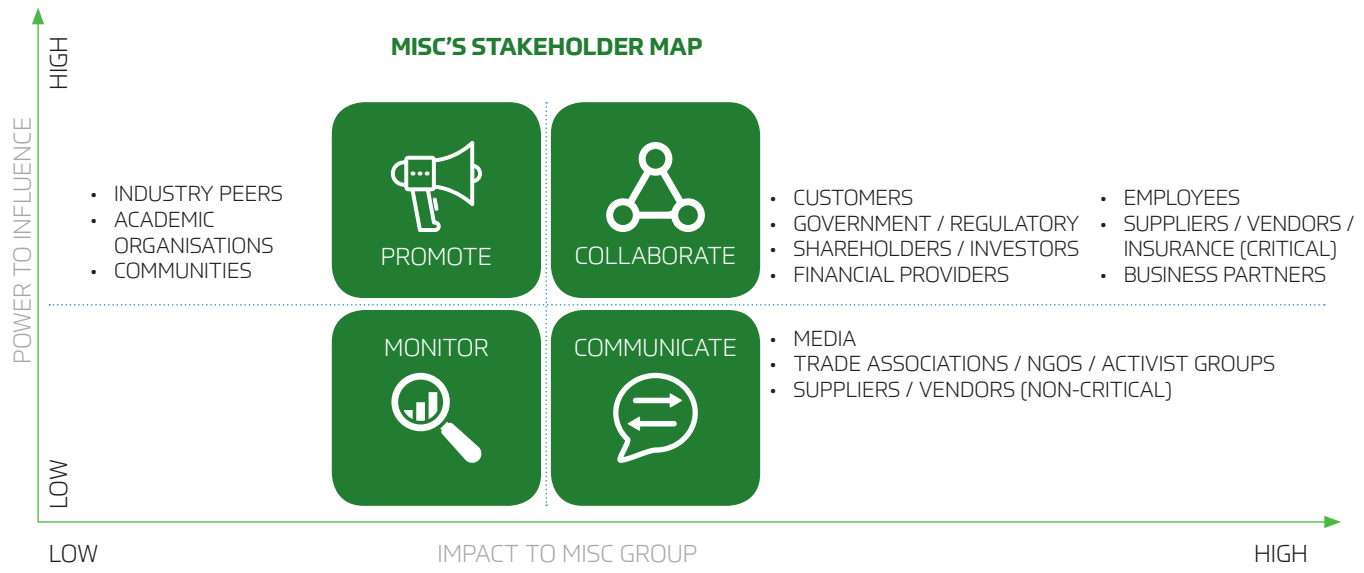 MISC'S STAKEHOLDER MAP
HIGH
POWER TO INFLUENCE
LOW
• INDUSTRY PEERS
• ACADEMIC
ORGANISATIONS
• COMMUNITIES
PROMOTE
COLLABORATE
• CUSTOMERS
• GOVERNMENT / REGULATORY
• SHAREHOLDERS / INVESTORS
• FINANCIAL PROVIDERS
• EMPLOYEES
• SUPPLIERS / VENDORS /
INSURANCE (CRITICAL)
• BUSINESS PARTNERS
MONITOR
COMMUNICATE
• MEDIA
• TRADE ASSOCIATIONS / NGOS / ACTIVIST GROUPS
• SUPPLIERS / VENDORS (NON-CRITICAL)
LOW
IMPACT TO MISC GROUP
HIGH